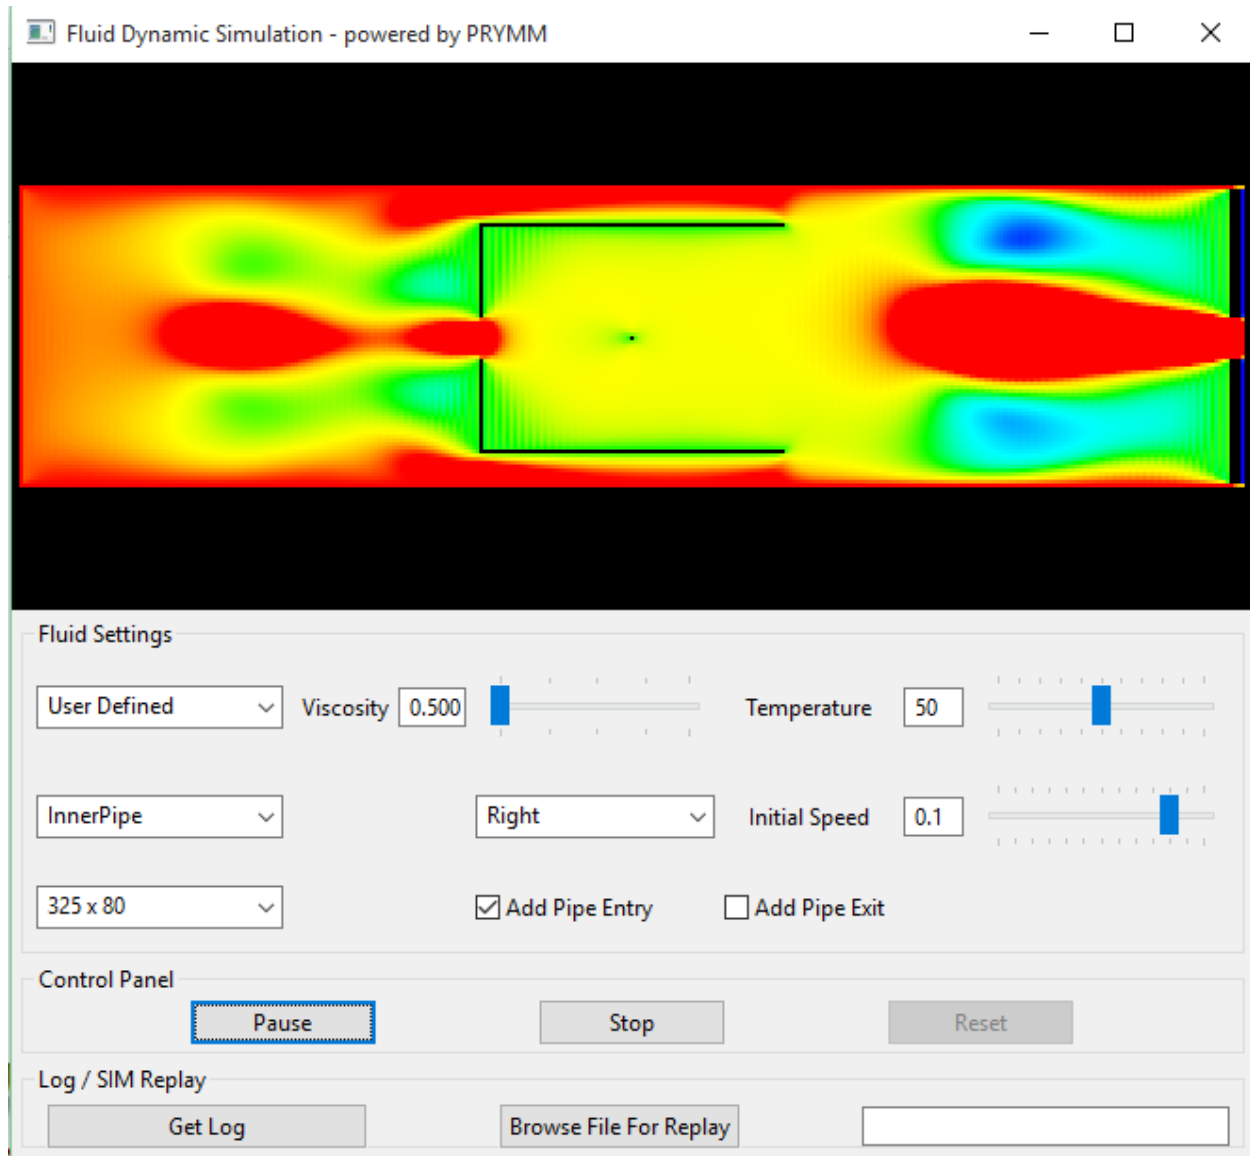 Fluid Dynamic Simulation - powered by PRYMM
Fluid Settings
User Defined
Viscosity
0.500
Temperature
50
InnerPipe
Right
Initial Speed
0.1
325 x 80
Add Pipe Entry
Add Pipe Exit
Control Panel
Pause
Stop
Reset
Log / SIM Replay
Get Log
Browse File For Replay